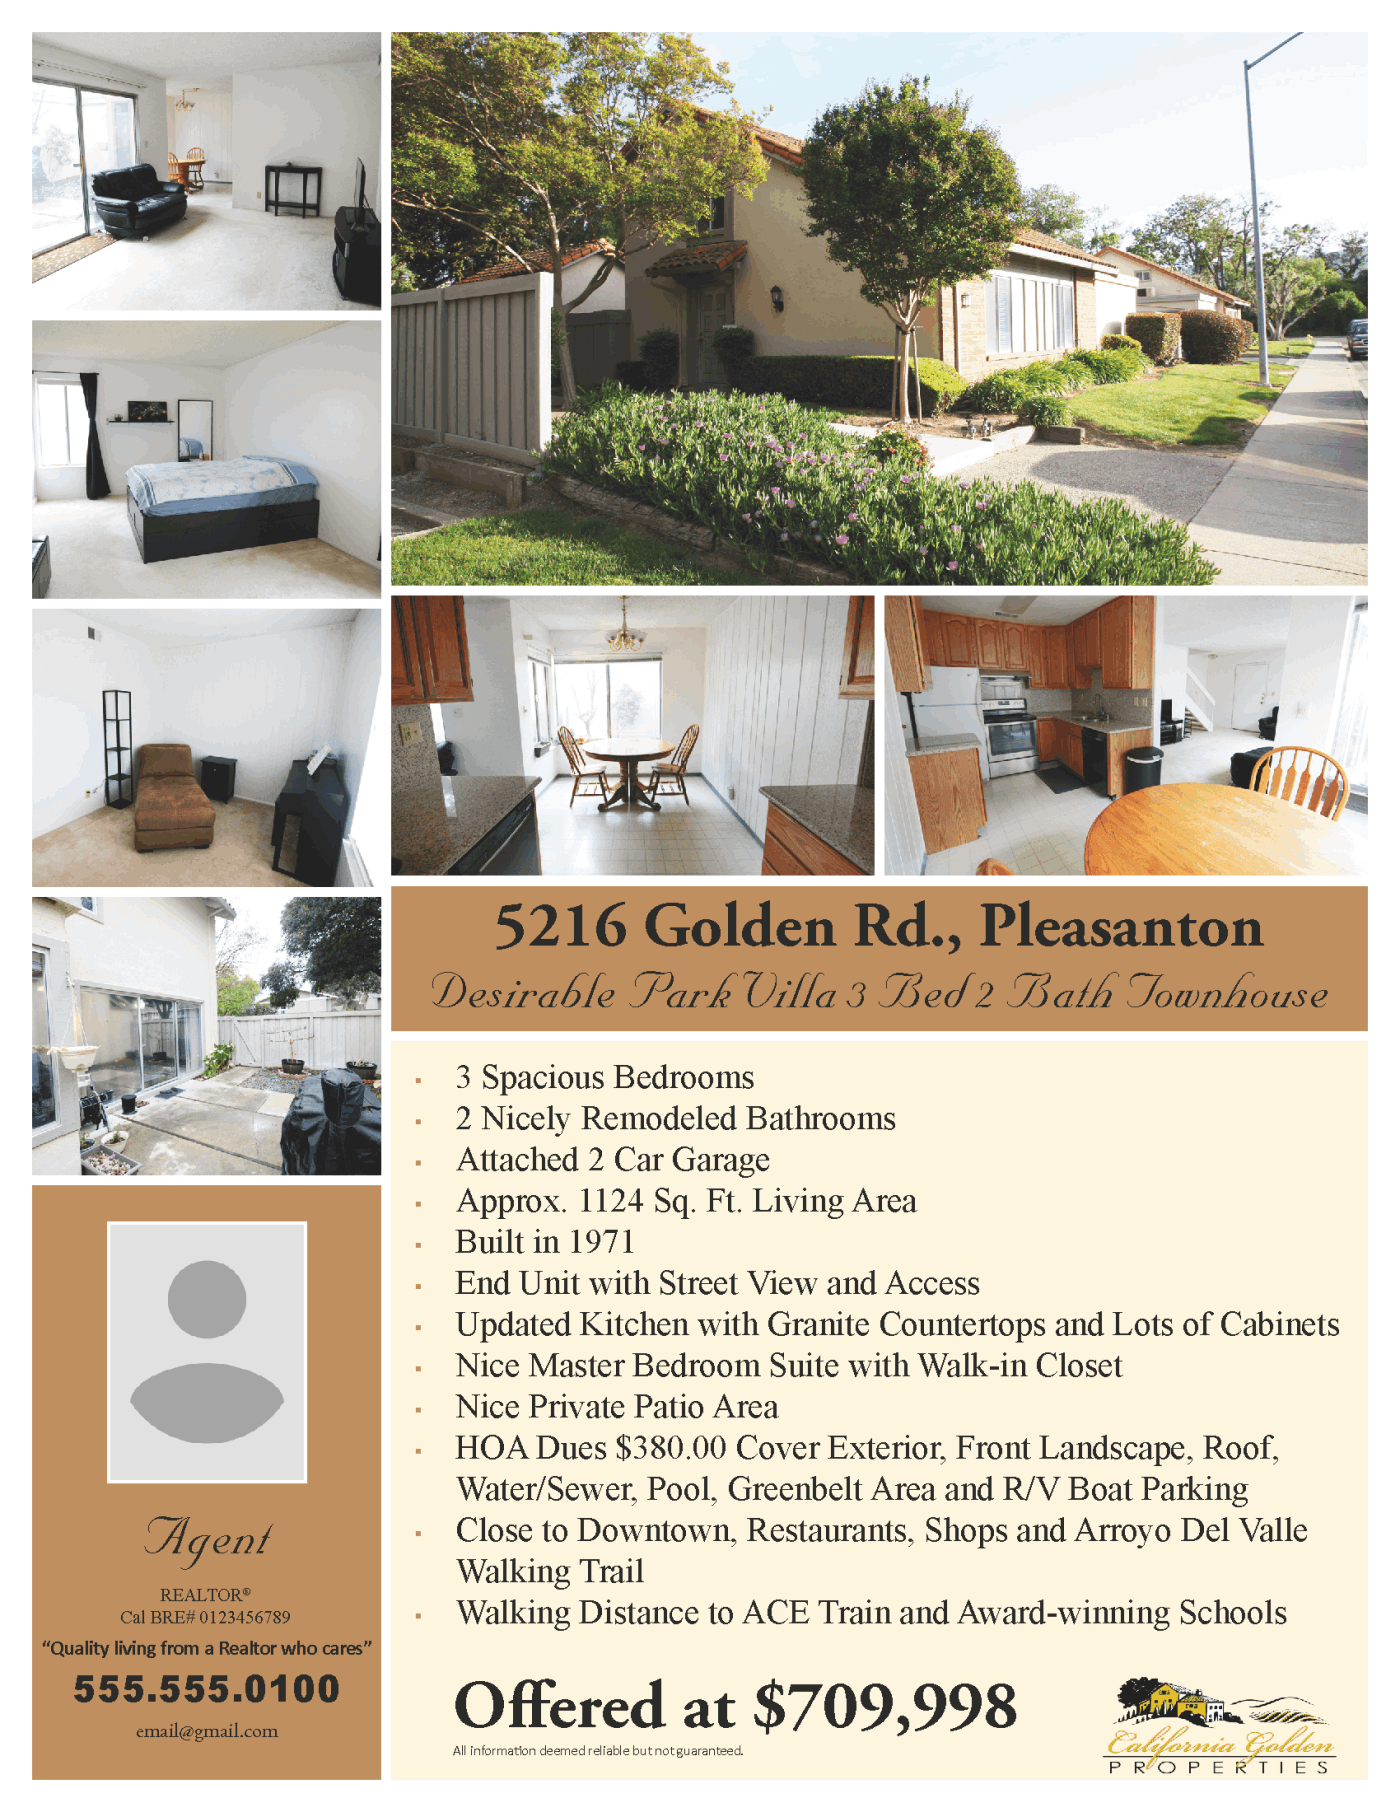 5216 Golden Rd., Pleasanton
Desirable Park Villa 3 Bed 2 Bath Townhouse
▪ 3 Spacious Bedrooms
▪ 2 Nicely Remodeled Bathrooms
▪ Attached 2 Car Garage
▪ Approx. 1124 Sq. Ft. Living Area
▪ Built in 1971
▪ End Unit with Street View and Access
▪ Updated Kitchen with Granite Countertops and Lots of Cabinets
▪ Nice Master Bedroom Suite with Walk-in Closet
▪ Nice Private Patio Area
▪ HOA Dues $380.00 Cover Exterior, Front Landscape, Roof,
Water/Sewer, Pool, Greenbelt Area and R/V Boat Parking
▪ Close to Downtown, Restaurants, Shops and Arroyo Del Valle
Walking Trail
▪ Walking Distance to ACE Train and Award-winning Schools
Offered at $709,998
All information deemed reliable but not guaranteed.
California Golden
PROPERTIES
Agent
REALTOR®
Cal BRE# 0123456789
“Quality living from a Realtor who cares”
555.555.0100
email@gmail.com